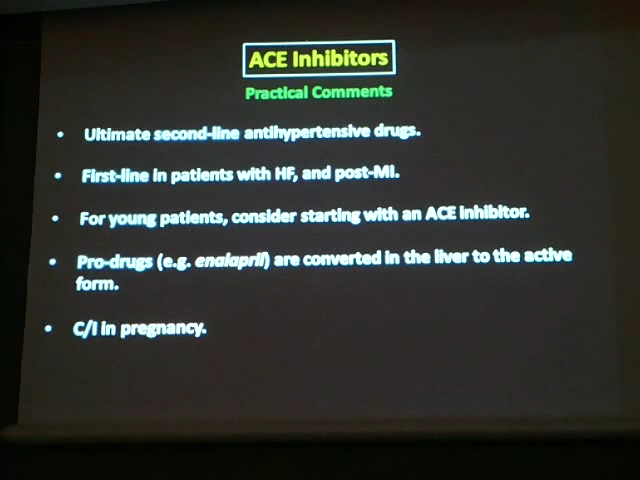 ACE Inhibitors
Practical Comments
• Ultimate second-line antihypertensive drugs.
• First-line in patients with HF, and post-MI.
• For young patients, consider starting with an ACE inhibitor.
• Pro-drugs (e.g. enalapril) are converted in the liver to the active
form.
• C/I in pregnancy.